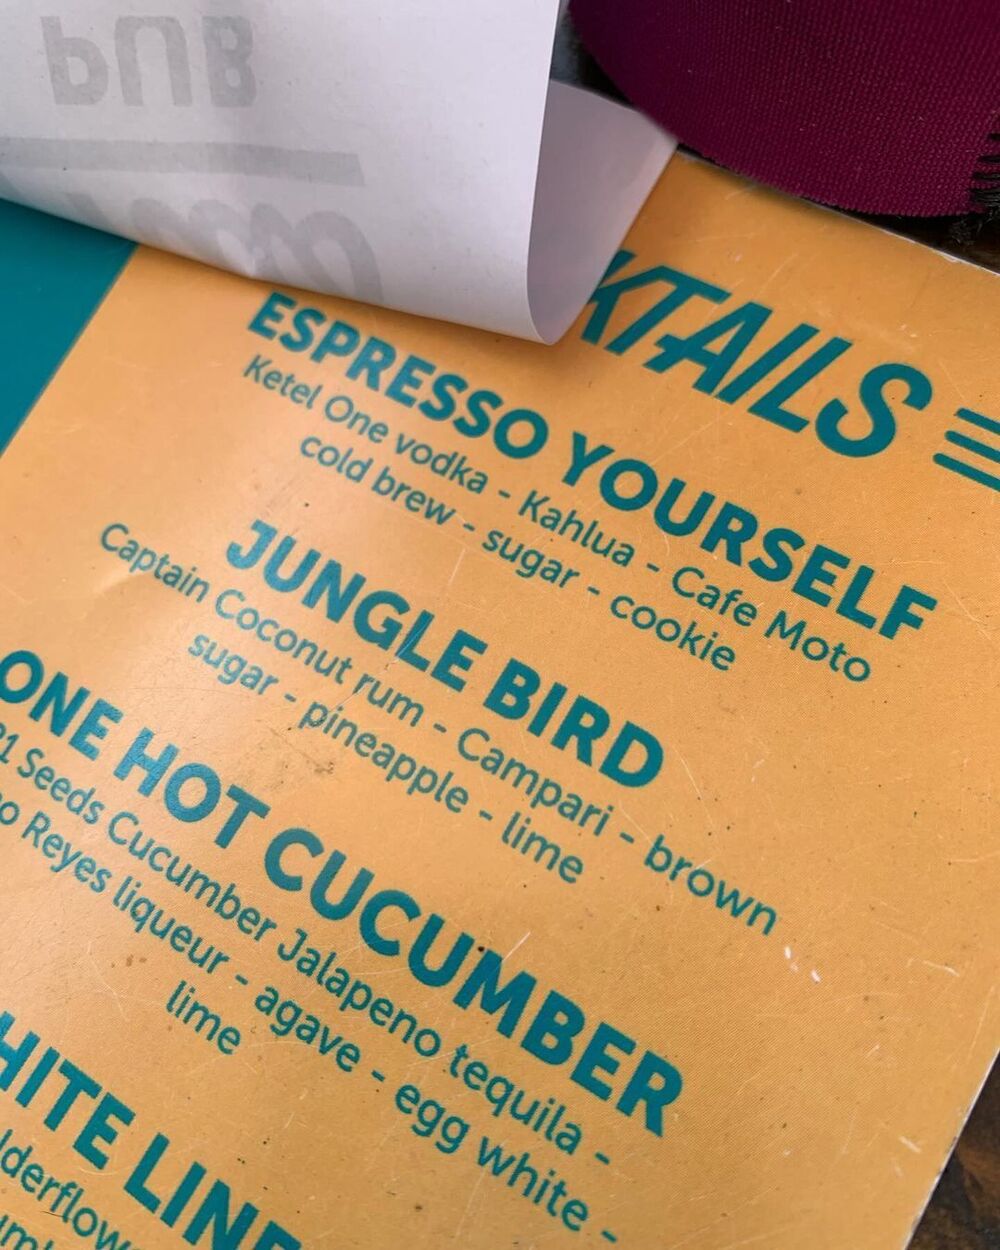 PUB
KTAILS
ESPRESSO YOURSELF
Ketel One vodka - Kahlua - Cafe Moto
cold brew - sugar - cookie
JUNGLE BIRD
Captain Coconut rum - Campari - brown
sugar - pineapple - lime
ONE HOT CUCUMBER
21 Seeds Cucumber Jalapeno tequila -
Reyes liqueur - agave - egg white -
lime
HITE LINE
lderflow